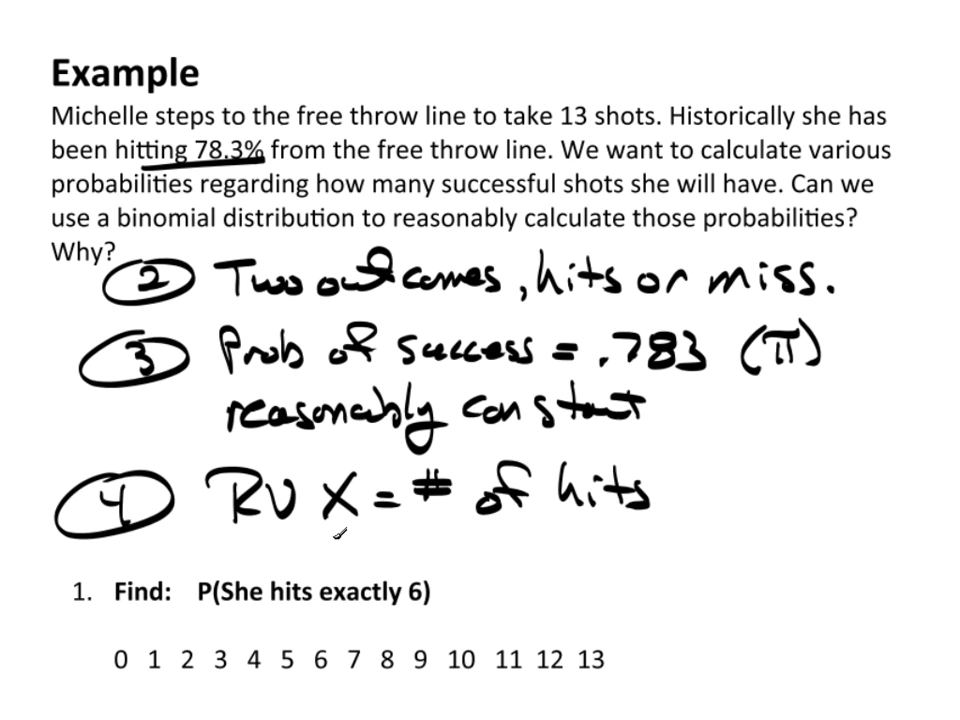 Example
Michelle steps to the free throw line to take 13 shots. Historically she has
been hitting 78.3% from the free throw line. We want to calculate various
probabilities regarding how many successful shots she will have. Can we
use a binomial distribution to reasonably calculate those probabilities?
Why?
2 Two outcomes, hits or miss.
3 Prob of success = .783 (π)
reasonably constant
4 RV X = # of hits
1. Find: P(She hits exactly 6)
0 1 2 3 4 5 6 7 8 9 10 11 12 13